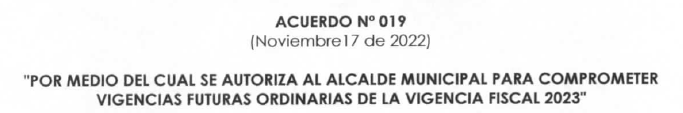 ACUERDO Nº 019
(Noviembre17 de 2022)
"POR MEDIO DEL CUAL SE AUTORIZA AL ALCALDE MUNICIPAL PARA COMPROMETER
VIGENCIAS FUTURAS ORDINARIAS DE LA VIGENCIA FISCAL 2023"